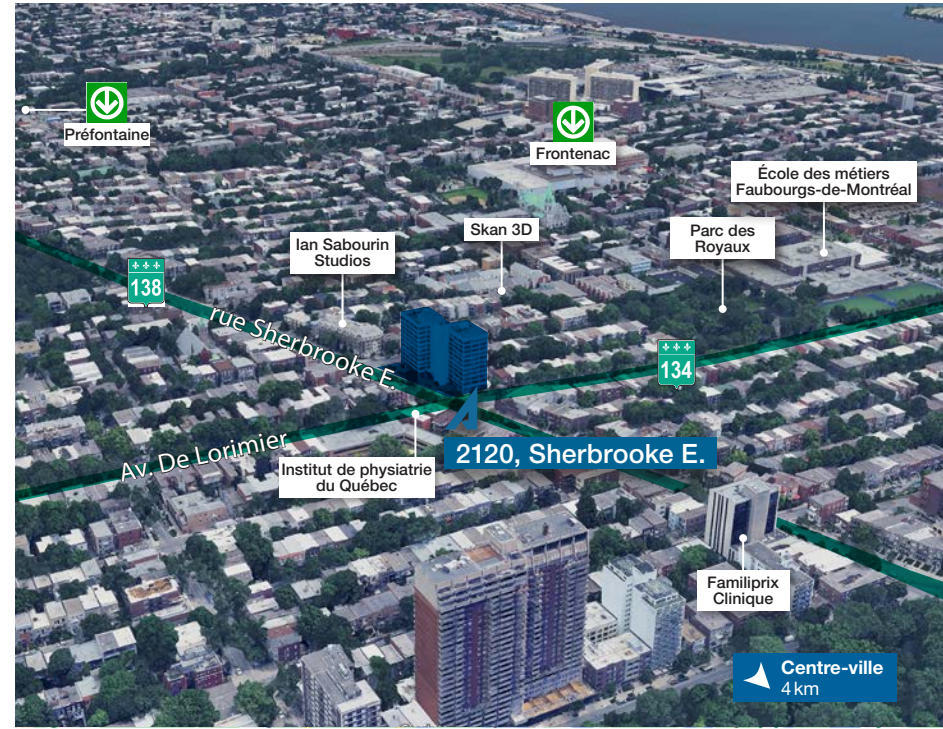 Préfontaine
Frontenac
École des métiers
Faubourgs-de-Montréal
Skan 3D
Parc des
Royaux
Ian Sabourin
Studios
138
rue Sherbrooke E.
134
Av. De Lorimier
2120, Sherbrooke E.
Institut de physiatrie
du Québec
Familiprix
Clinique
Centre-ville
4 km